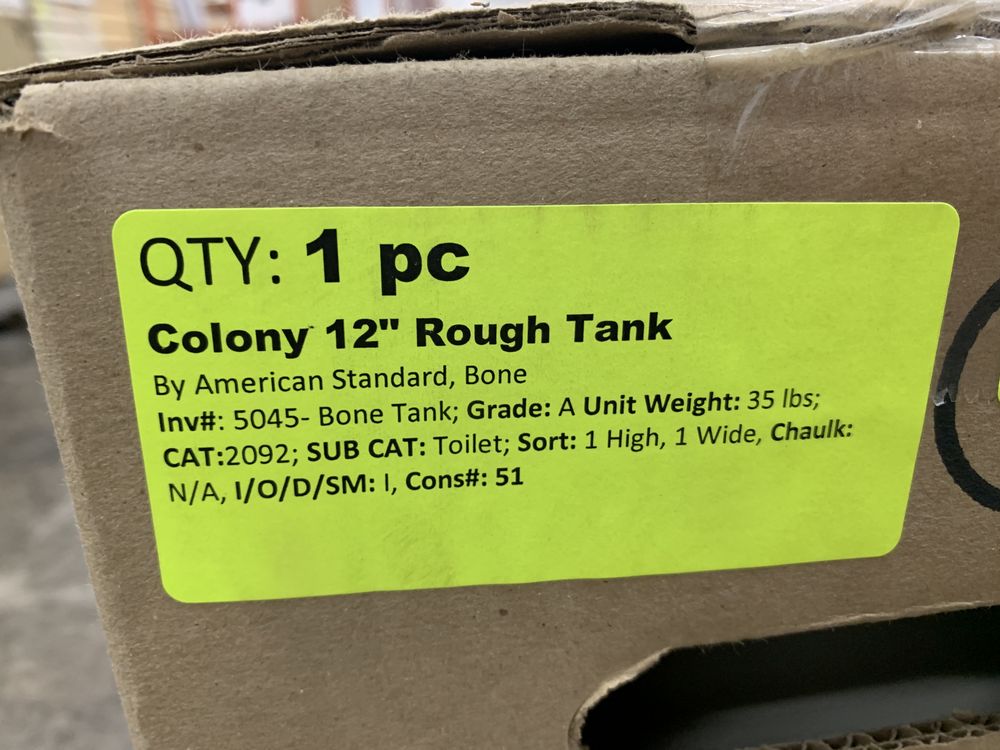 QTY: 1 pc
Colony 12" Rough Tank
By American Standard, Bone
Inv#: 5045- Bone Tank; Grade: A Unit Weight: 35 lbs;
CAT:2092; SUB CAT: Toilet; Sort: 1 High, 1 Wide, Chaulk:
N/A, I/O/D/SM: I, Cons#: 51